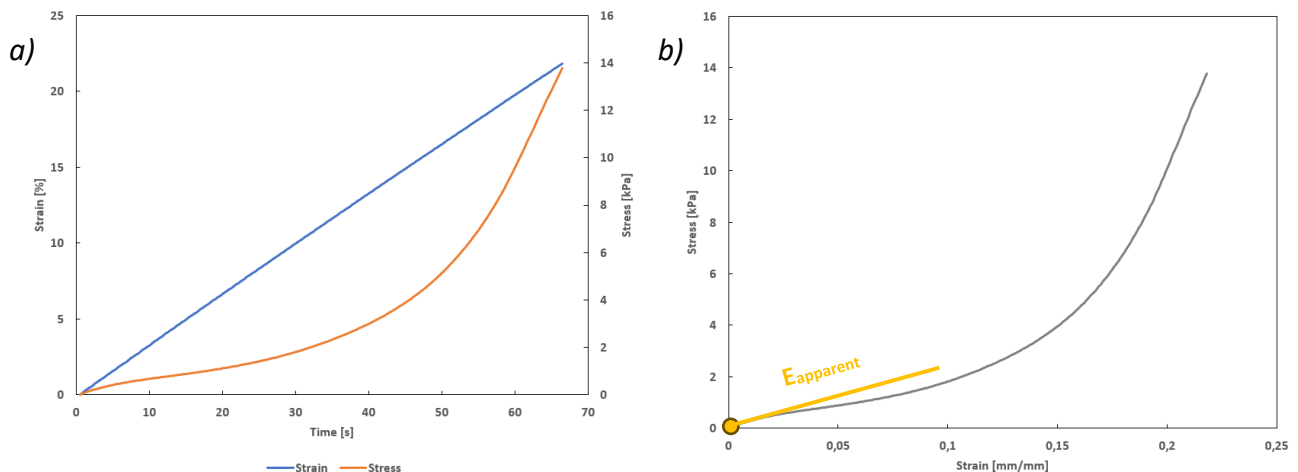 a)
25
20
15
10
5
0
Strain [%]
16
14
12
10
8
6
4
2
0
Stress [kPa]
0 10 20 30 40 50 60 70
Time [s]
Strain Stress
b)
16
14
12
10
8
6
4
2
0
Stress [kPa]
Eapparent
0 0,05 0,1 0,15 0,2 0,25
Strain [mm/mm]